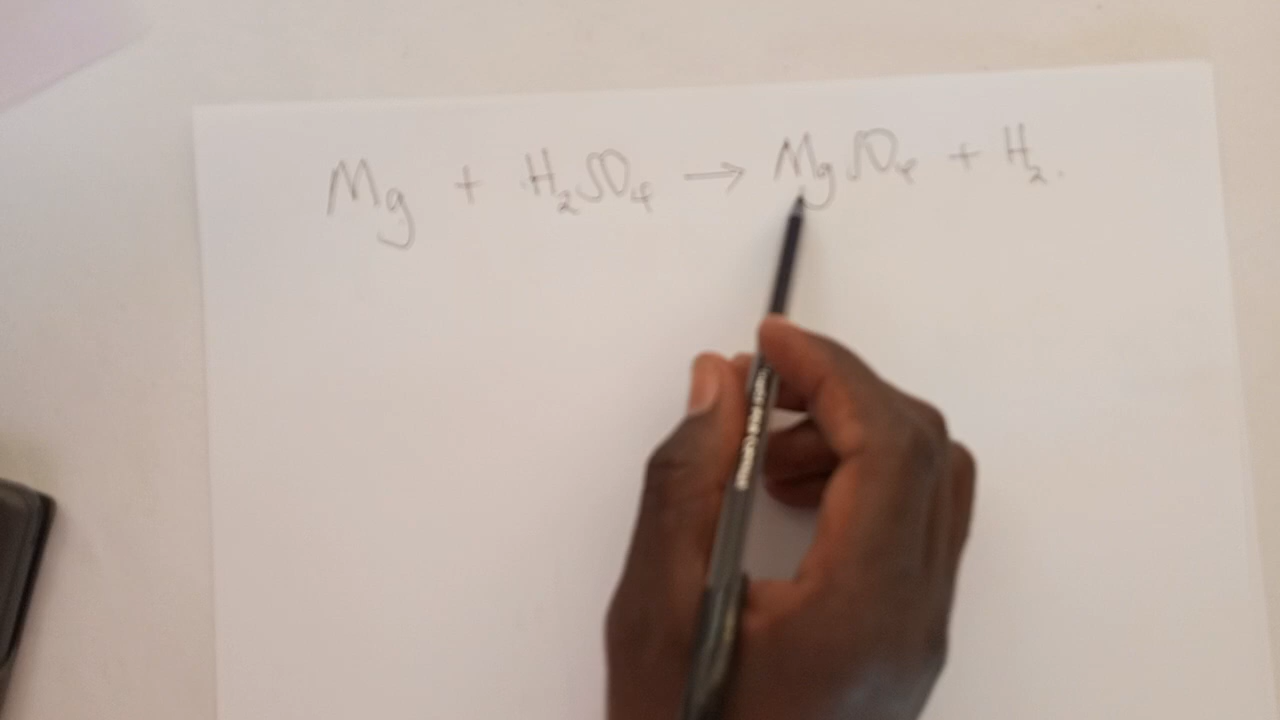 Mg + H₂SO₄ → MgSO₄ + H₂.